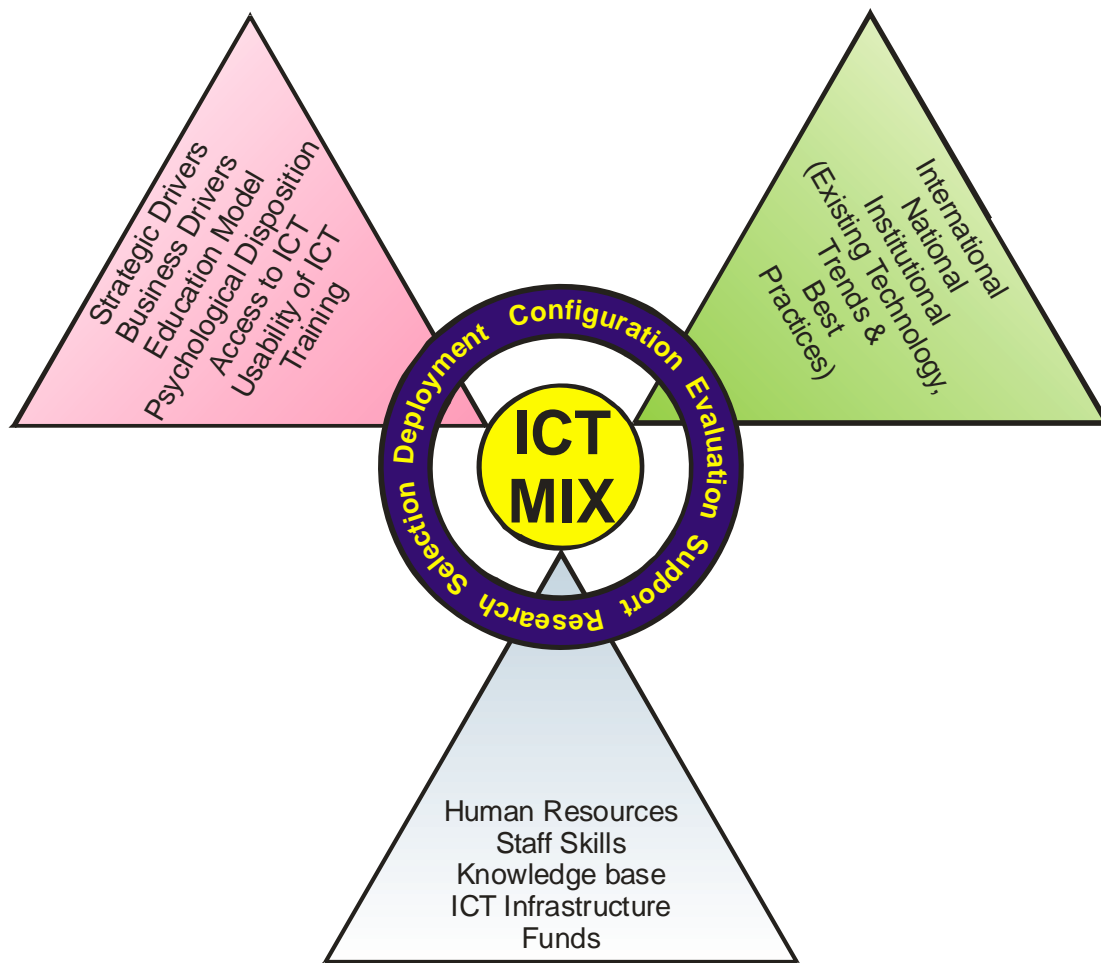 Strategic Drivers
Business Drivers
Education Model
Psychological Disposition
Access to ICT
Usability of ICT
Training
International
National
Institutional
(Existing Technology,
Trends &
Best
Practices)
Selection Deployment Configuration Evaluation Support Research
ICT
MIX
Human Resources
Staff Skills
Knowledge base
ICT Infrastructure
Funds